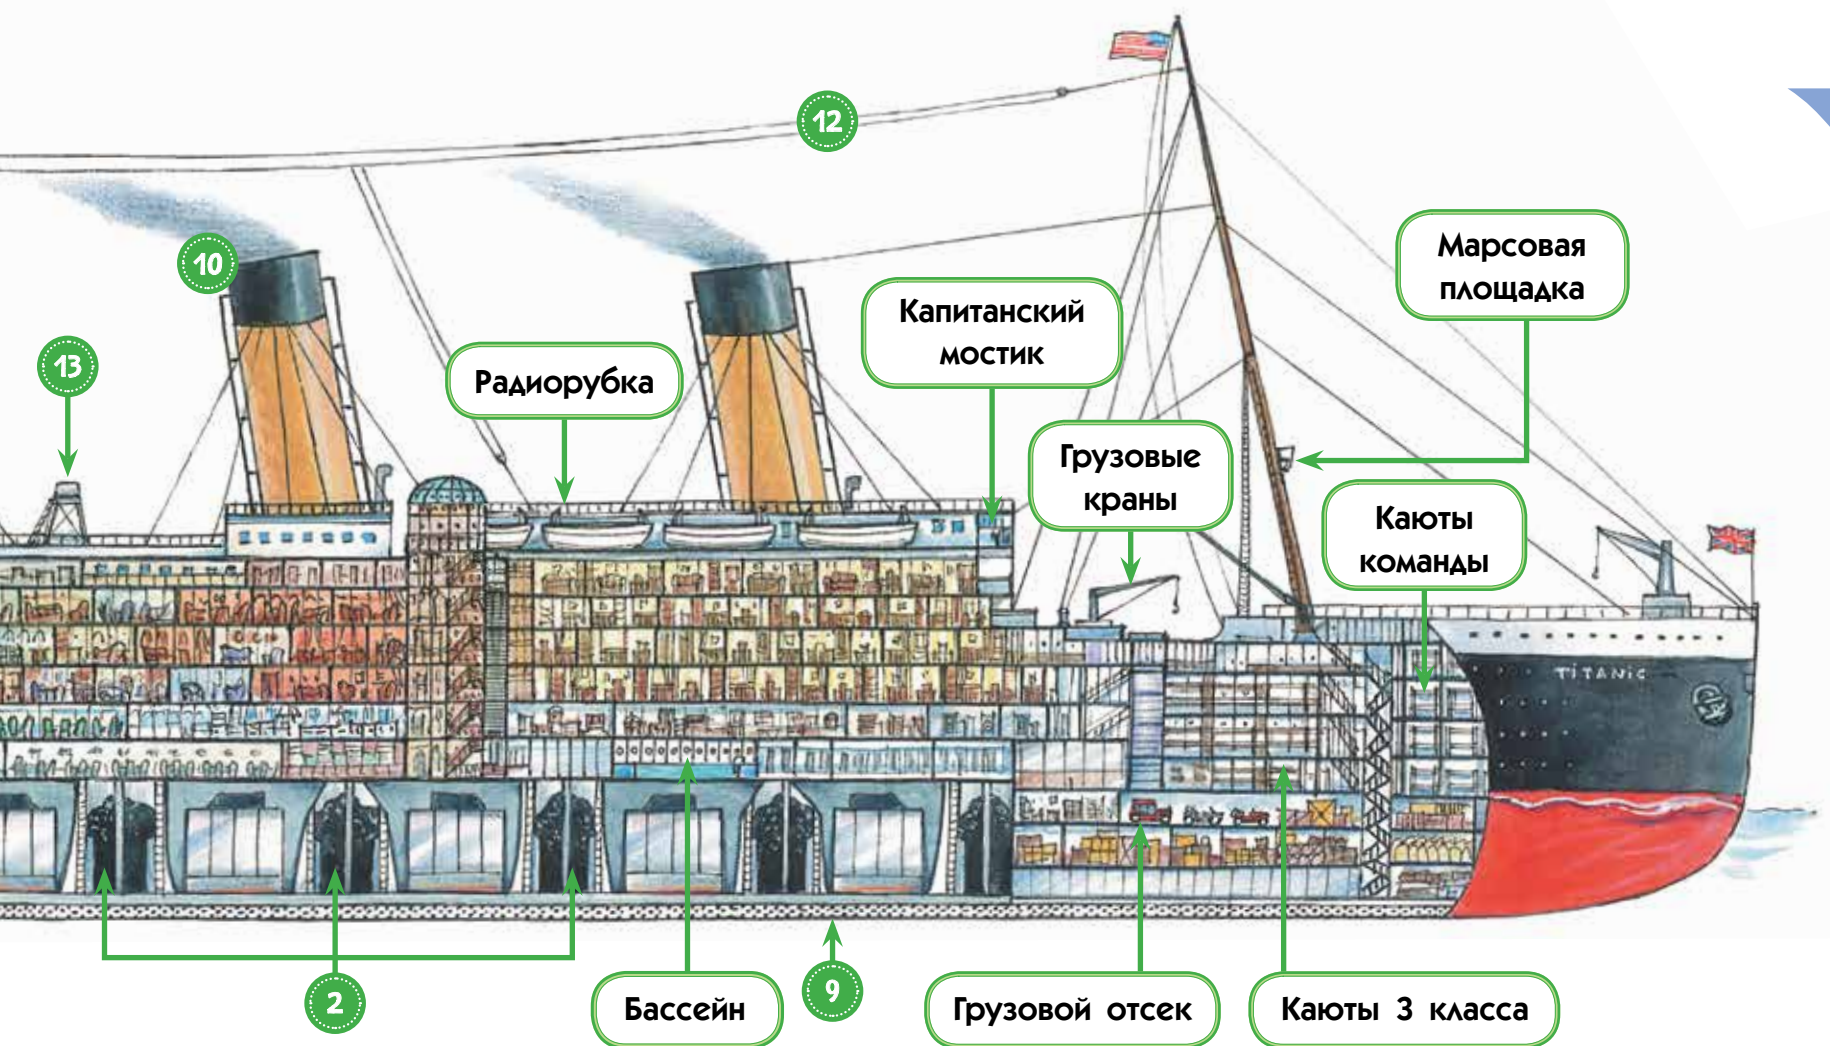 12
10
Марсовая
площадка
Капитанский
мостик
13
Радиорубка
Грузовые
краны
Каюты
команды
TITANIC
2
Бассейн
9
Грузовой отсек
Каюты 3 класса